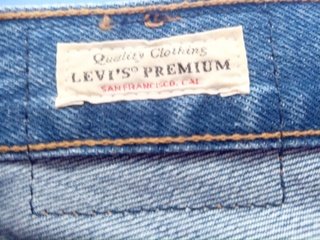 Quality Clothing
LEVI'S® PREMIUM
SAN FRANCISCO, CAL